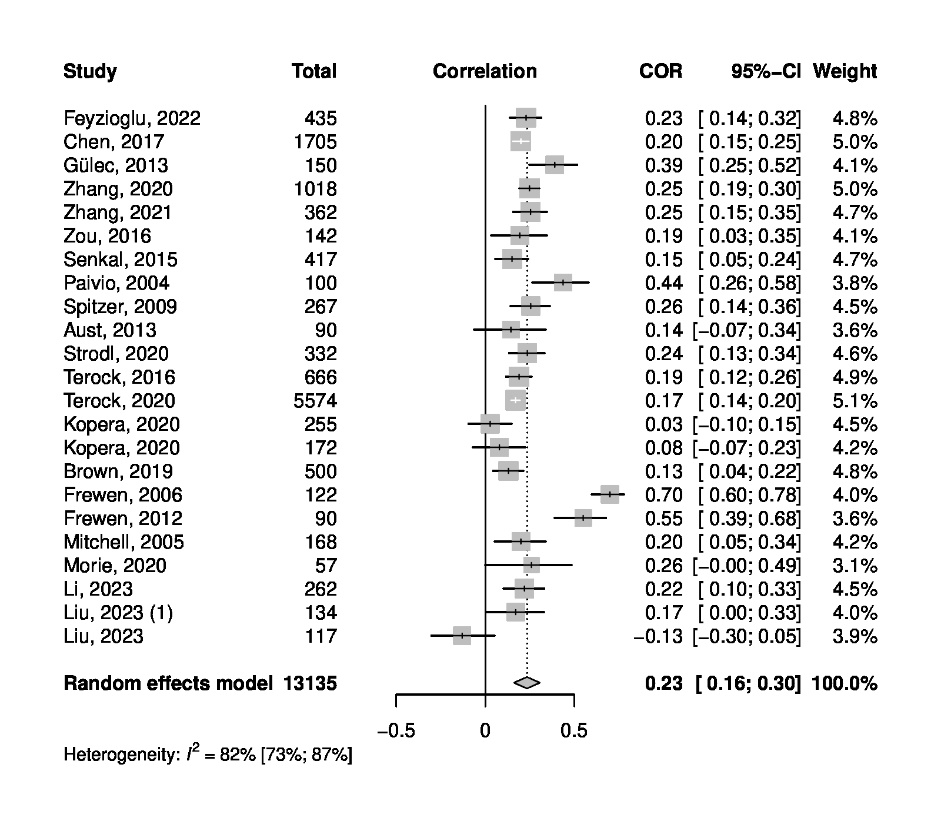 Study Total Correlation COR 95%−CI Weight
Feyzioglu, 2022 435 0.23 [ 0.14; 0.32] 4.8%
Chen, 2017 1705 0.20 [ 0.15; 0.25] 5.0%
Gülec, 2013 150 0.39 [ 0.25; 0.52] 4.1%
Zhang, 2020 1018 0.25 [ 0.19; 0.30] 5.0%
Zhang, 2021 362 0.25 [ 0.15; 0.35] 4.7%
Zou, 2016 142 0.19 [ 0.03; 0.35] 4.1%
Senkal, 2015 417 0.15 [ 0.05; 0.24] 4.7%
Paivio, 2004 100 0.44 [ 0.26; 0.58] 3.8%
Spitzer, 2009 267 0.26 [ 0.14; 0.36] 4.5%
Aust, 2013 90 0.14 [−0.07; 0.34] 3.6%
Strodl, 2020 332 0.24 [ 0.13; 0.34] 4.6%
Terock, 2016 666 0.19 [ 0.12; 0.26] 4.9%
Terock, 2020 5574 0.17 [ 0.14; 0.20] 5.1%
Kopera, 2020 255 0.03 [−0.10; 0.15] 4.5%
Kopera, 2020 172 0.08 [−0.07; 0.23] 4.2%
Brown, 2019 500 0.13 [ 0.04; 0.22] 4.8%
Frewen, 2006 122 0.70 [ 0.60; 0.78] 4.0%
Frewen, 2012 90 0.55 [ 0.39; 0.68] 3.6%
Mitchell, 2005 168 0.20 [ 0.05; 0.34] 4.2%
Morie, 2020 57 0.26 [−0.00; 0.49] 3.1%
Li, 2023 262 0.22 [ 0.10; 0.33] 4.5%
Liu, 2023 (1) 134 0.17 [ 0.00; 0.33] 4.0%
Liu, 2023 117 −0.13 [−0.30; 0.05] 3.9%
Random effects model 13135 0.23 [ 0.16; 0.30] 100.0%
−0.5 0 0.5
Heterogeneity: I² = 82% [73%; 87%]